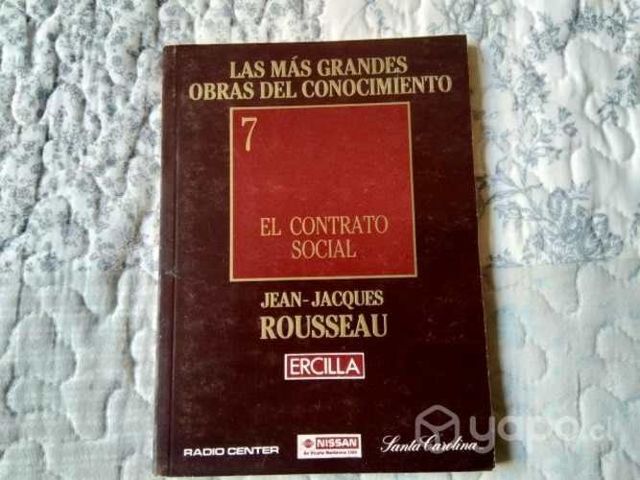 LAS MÁS GRANDES
OBRAS DEL CONOCIMIENTO
7
EL CONTRATO
SOCIAL
JEAN-JACQUES
ROUSSEAU
ERCILLA
RADIO CENTER
NISSAN
Santa Carolina
yapo.cl